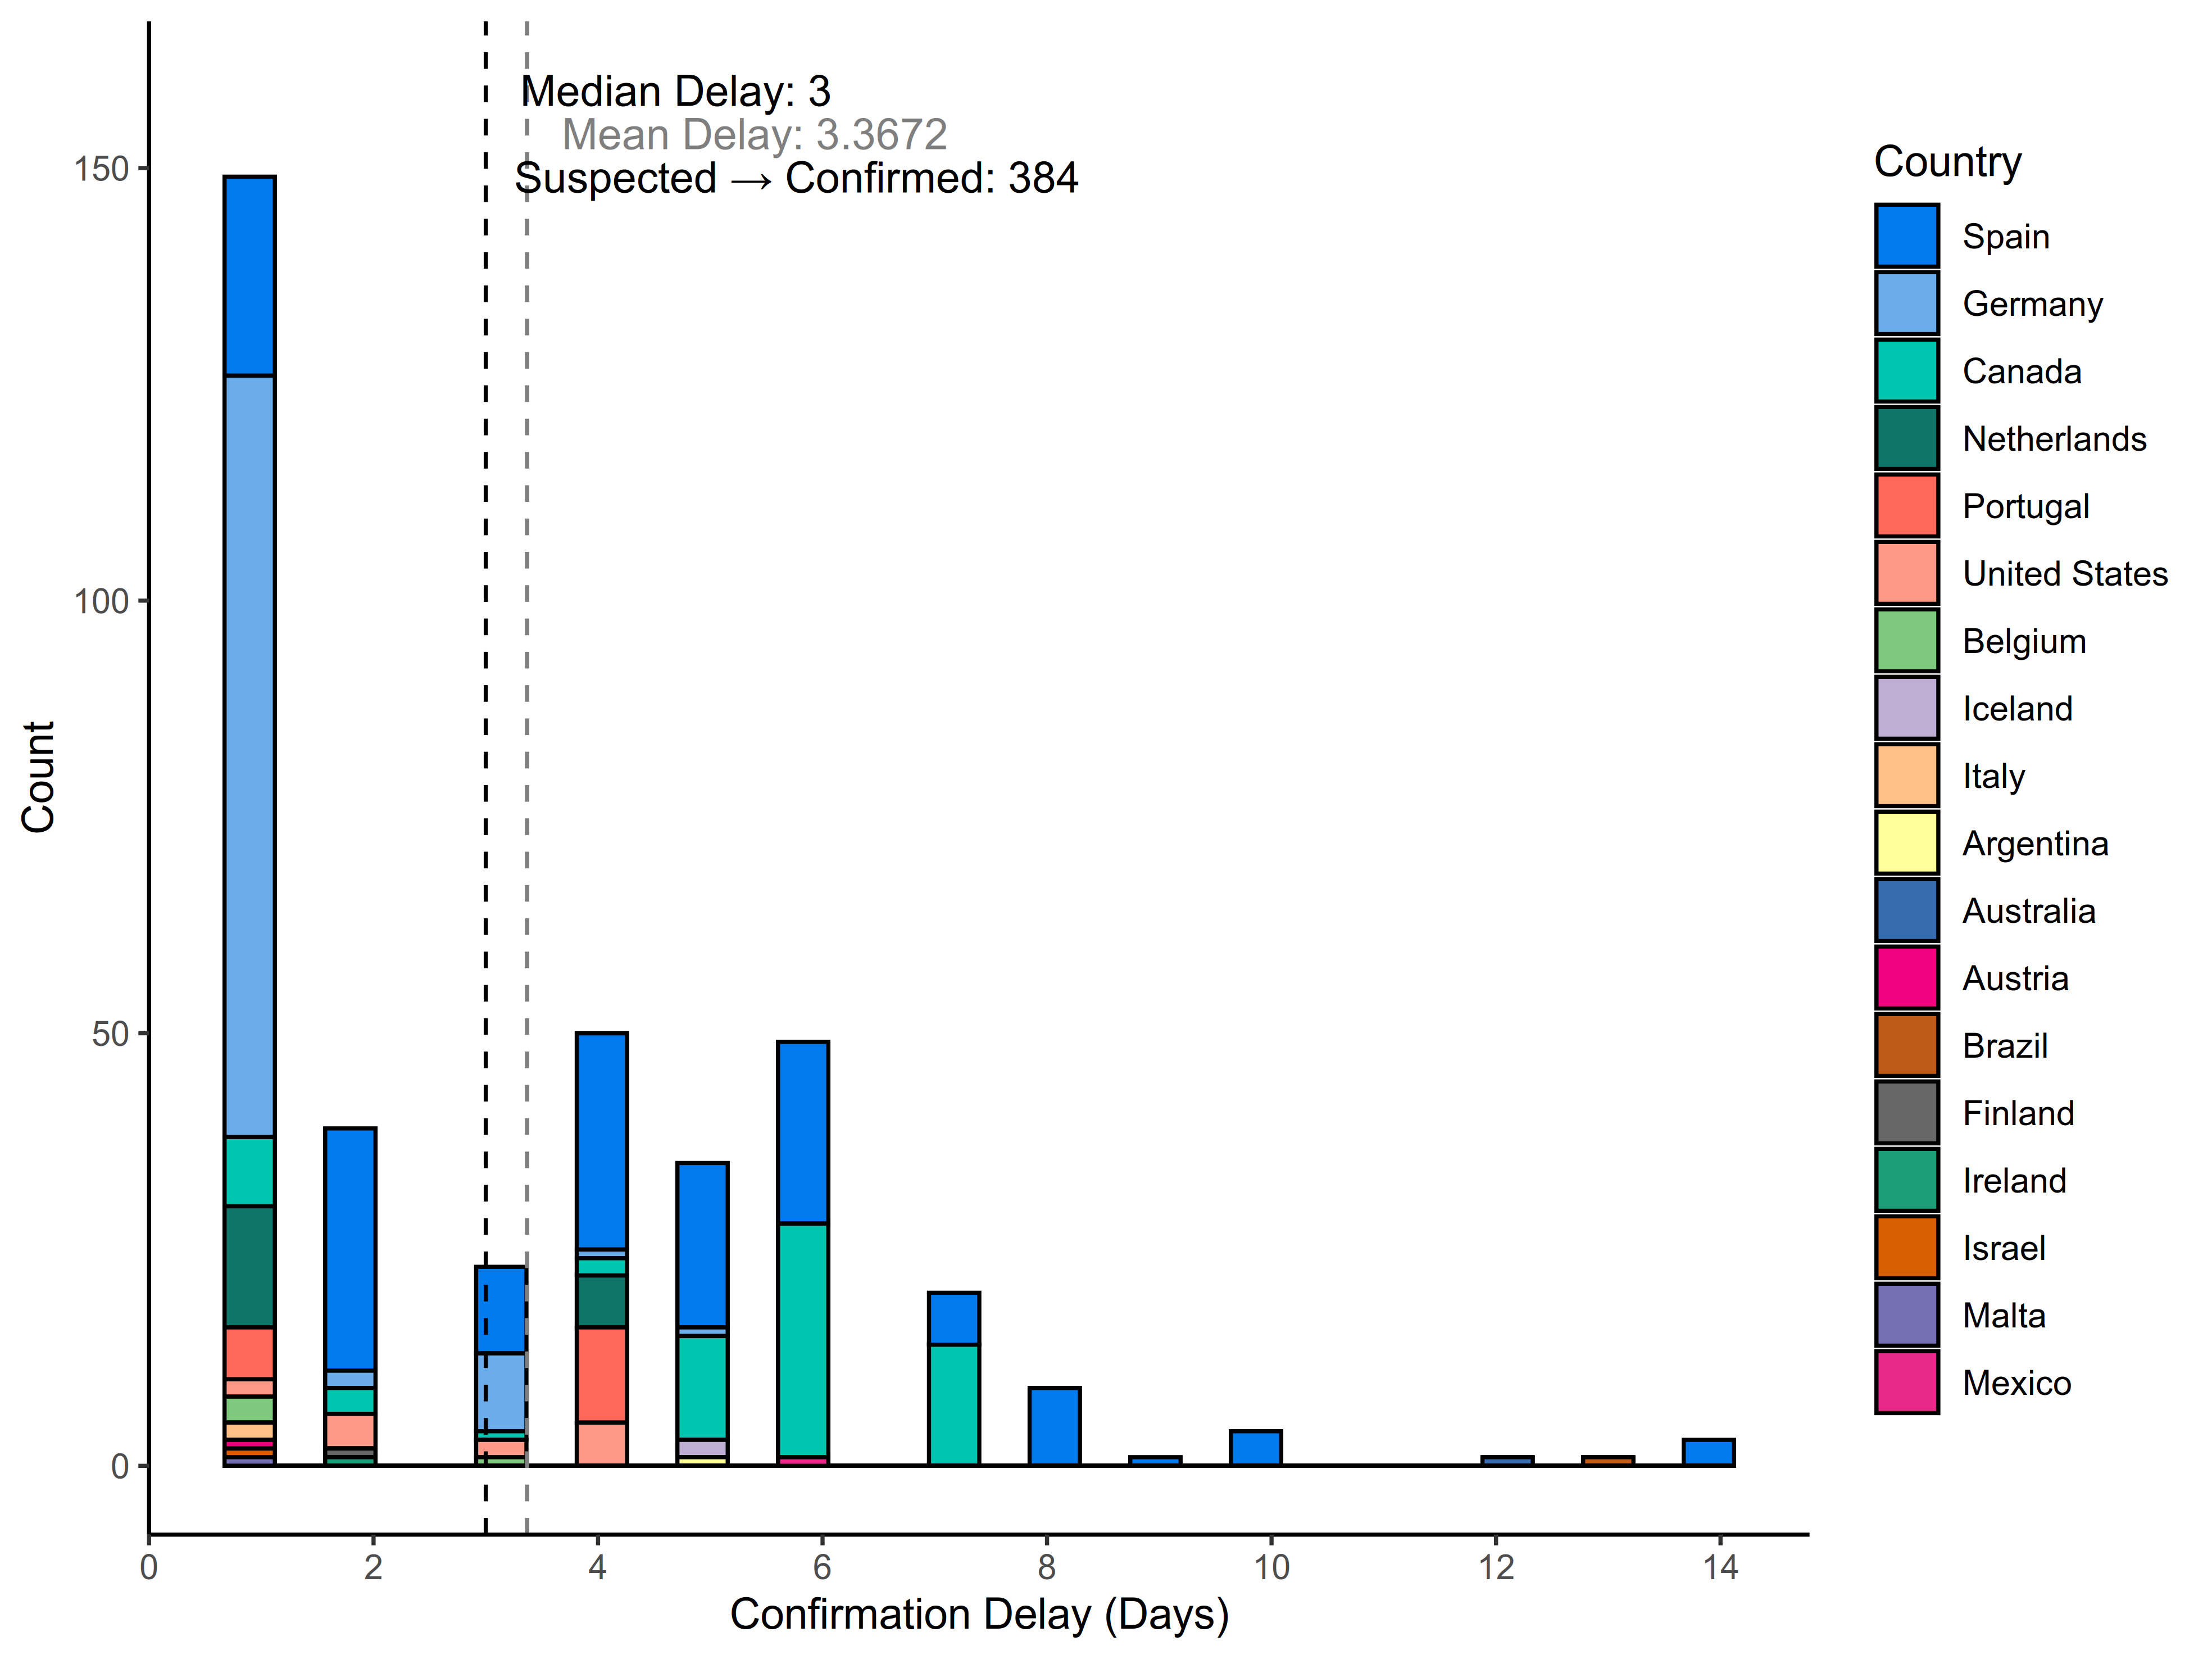 Median Delay: 3
Mean Delay: 3.3672
Suspected → Confirmed: 384
150
100
50
0
Count
0 2 4 6 8 10 12 14
Confirmation Delay (Days)
Country
Spain
Germany
Canada
Netherlands
Portugal
United States
Belgium
Iceland
Italy
Argentina
Australia
Austria
Brazil
Finland
Ireland
Israel
Malta
Mexico